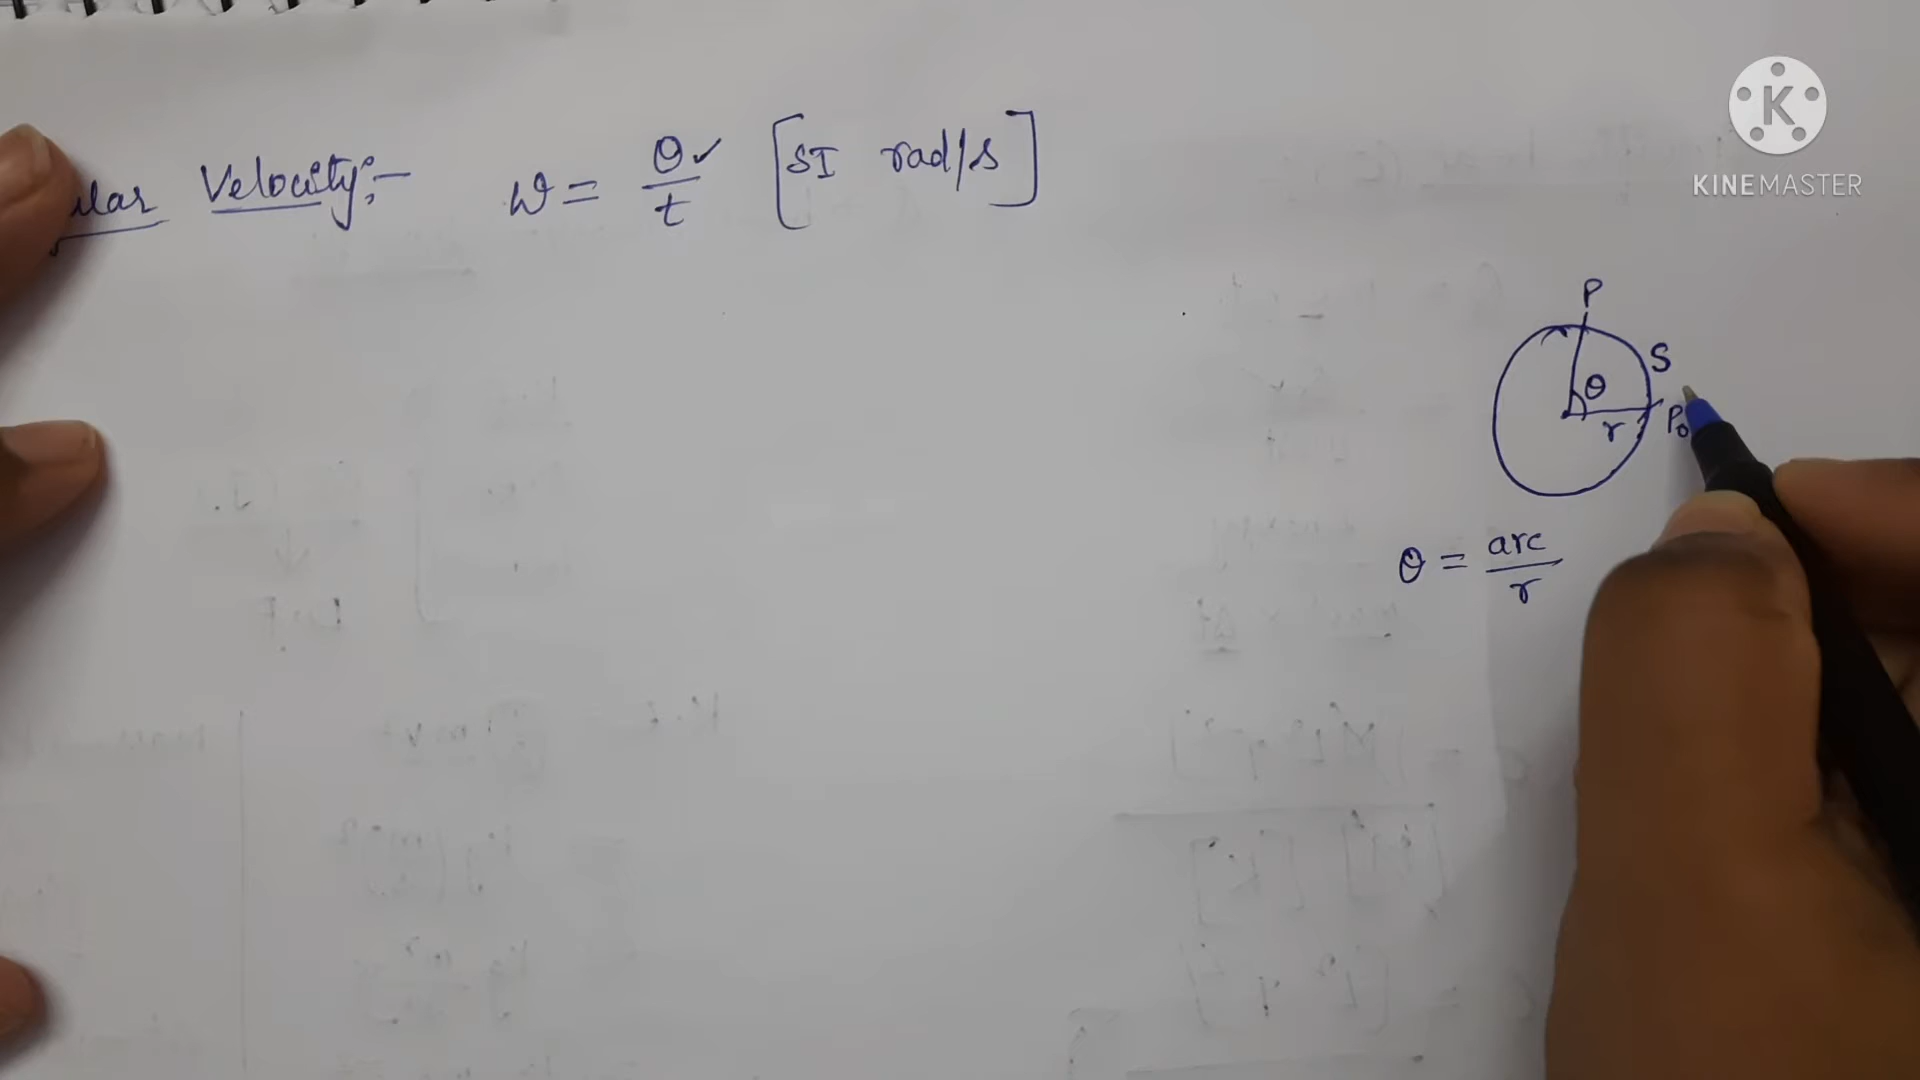 ular Velocity:- ω = θ/t [SI rad/s]
K
KINEMASTER
P
S
θ
r P₀
θ = arc/r